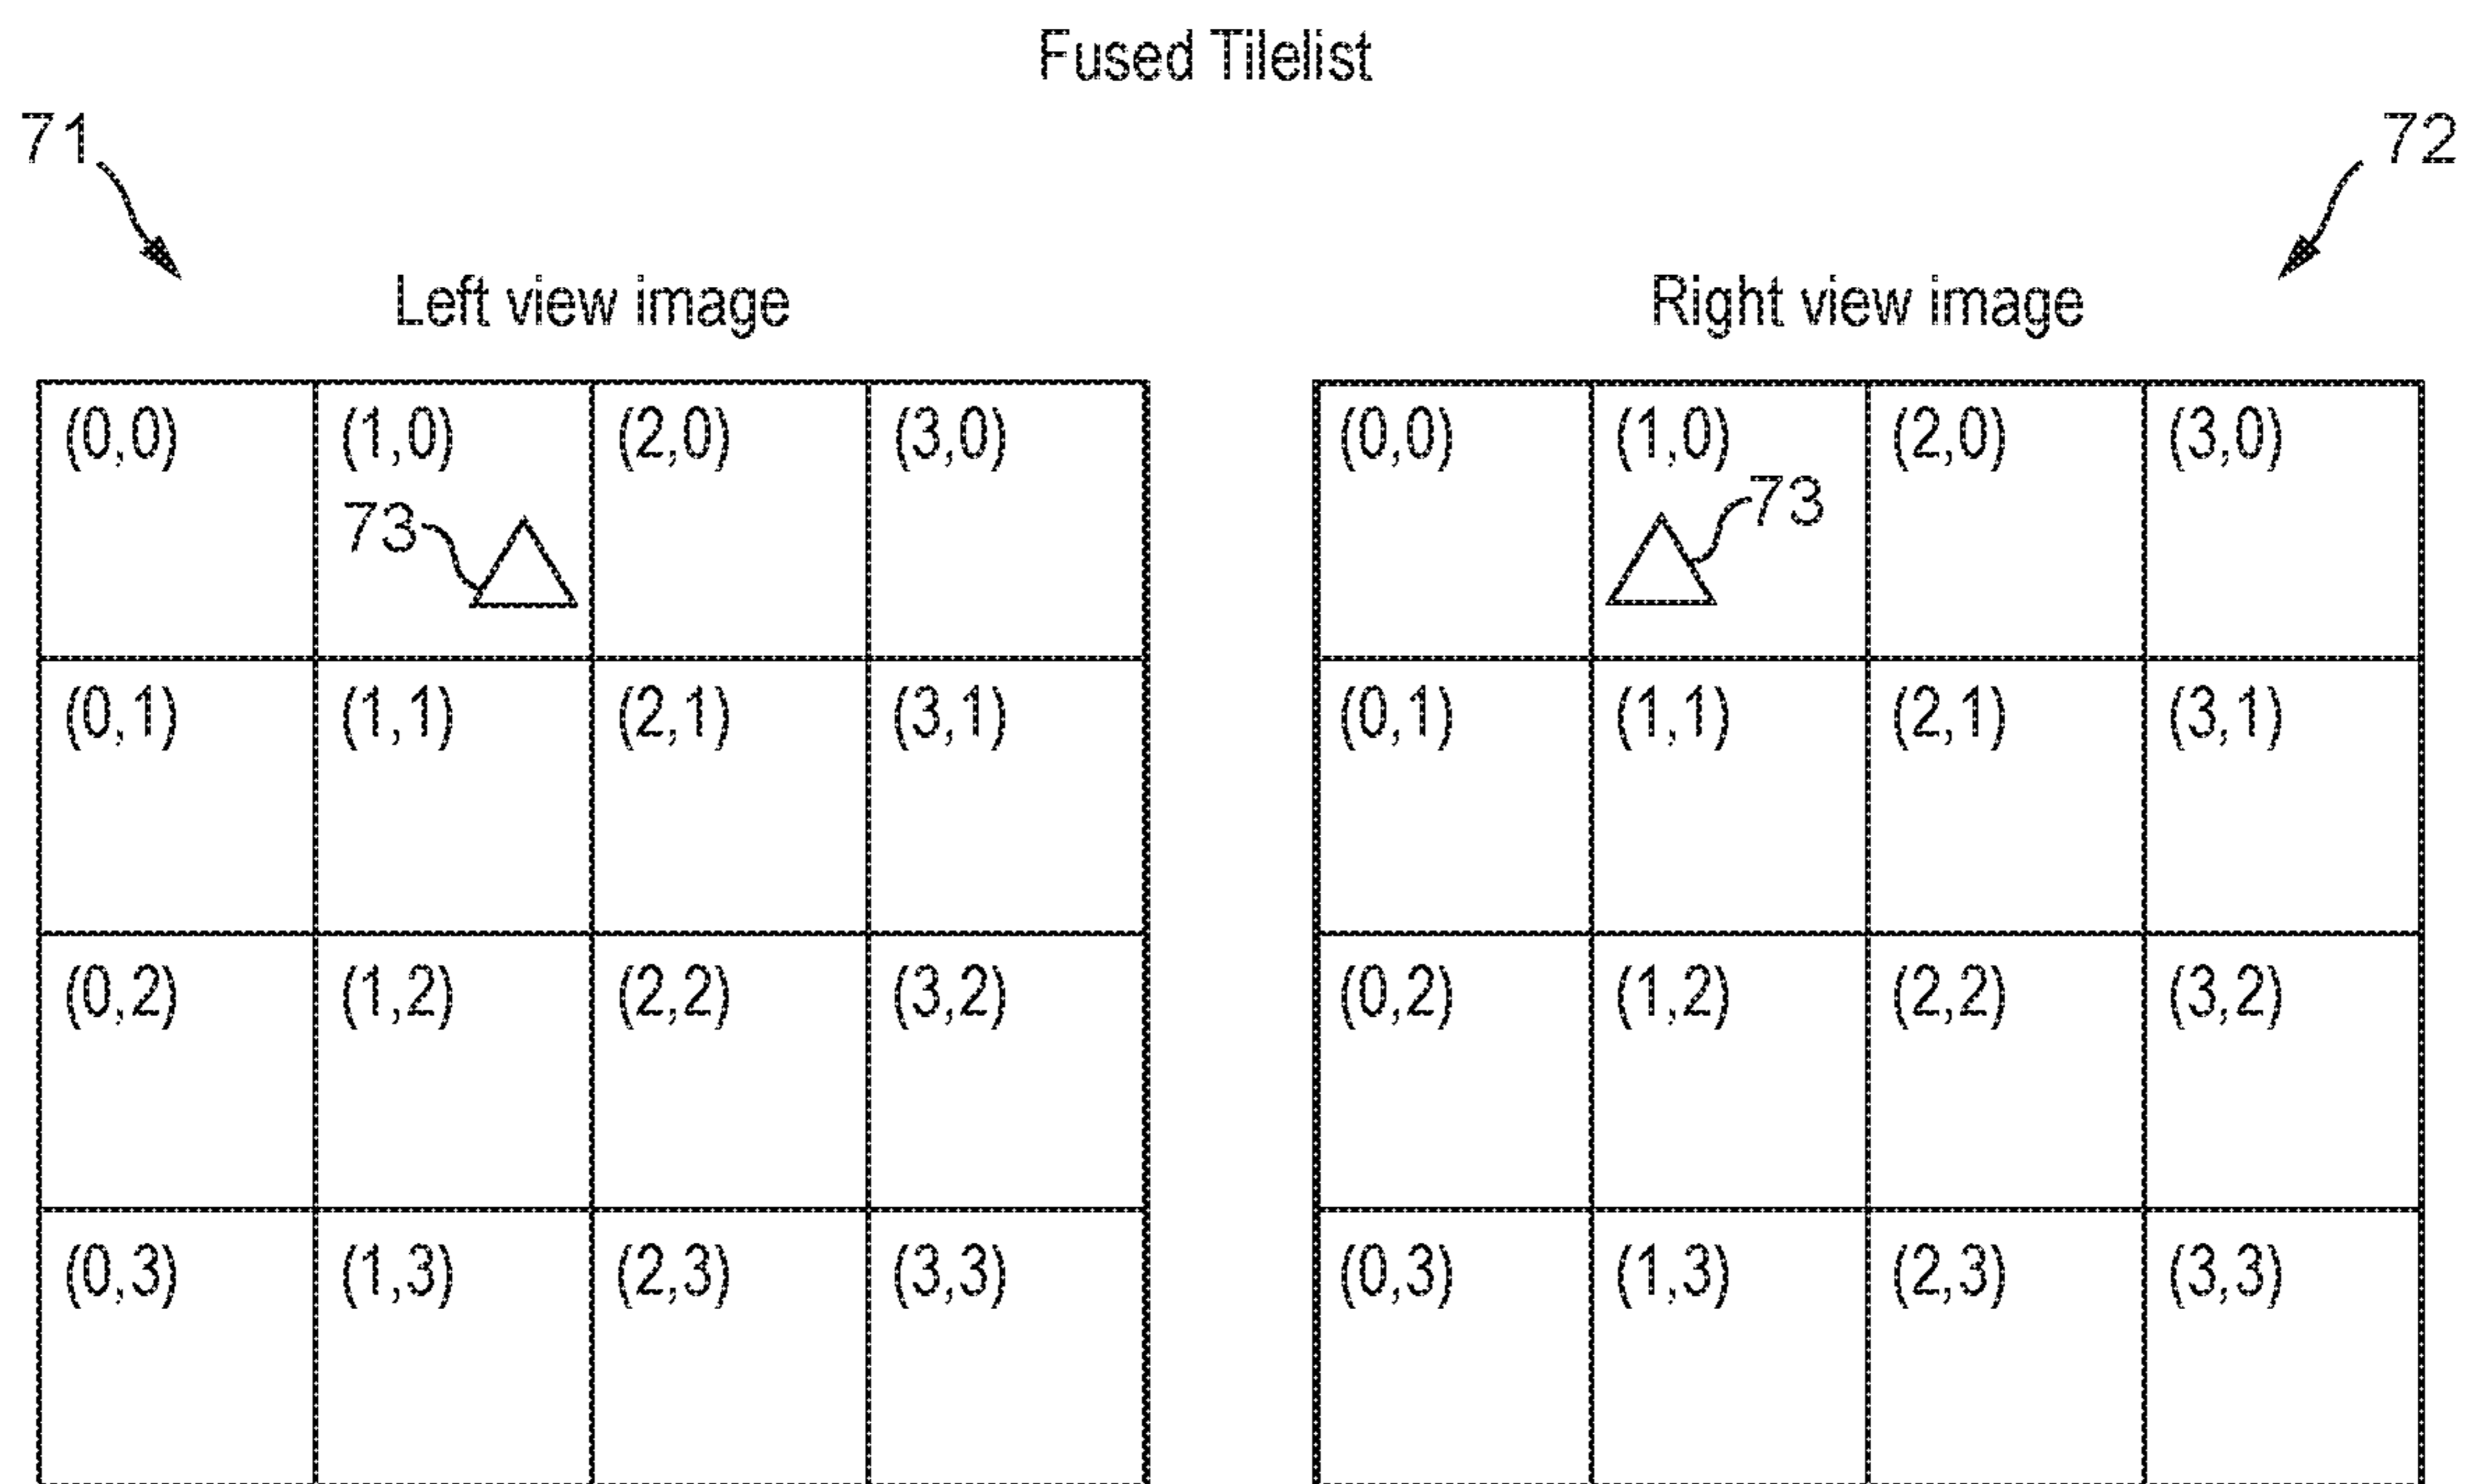 Fused Tilelist
71
72
Left view image
Right view image
(0,0) (1,0) (2,0) (3,0)
73
(0,1) (1,1) (2,1) (3,1)
(0,2) (1,2) (2,2) (3,2)
(0,3) (1,3) (2,3) (3,3)
(0,0) (1,0) (2,0) (3,0)
73
(0,1) (1,1) (2,1) (3,1)
(0,2) (1,2) (2,2) (3,2)
(0,3) (1,3) (2,3) (3,3)